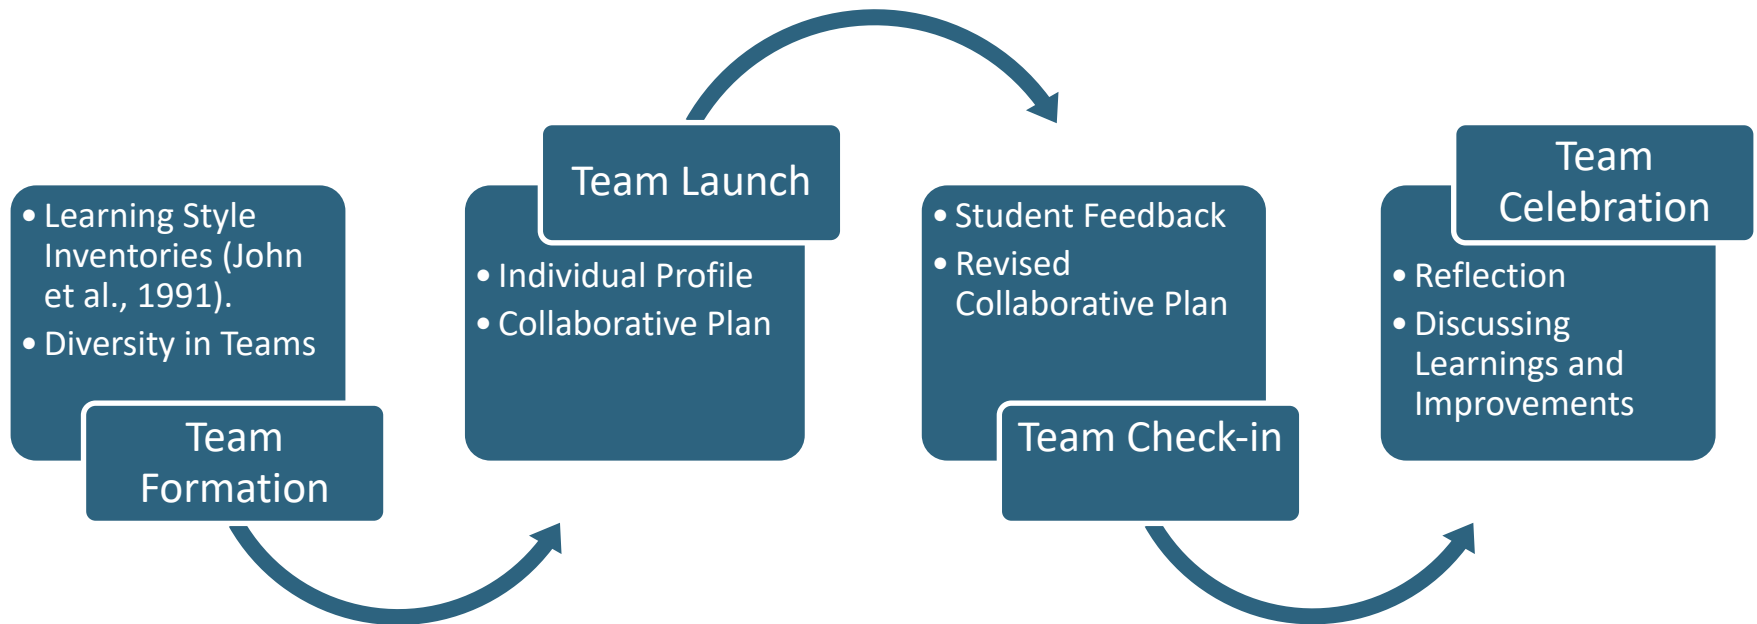 • Learning Style
Inventories (John
et al., 1991).
• Diversity in Teams
Team
Formation
Team Launch
• Individual Profile
• Collaborative Plan
• Student Feedback
• Revised
Collaborative Plan
Team Check-in
Team
Celebration
• Reflection
• Discussing
Learnings and
Improvements